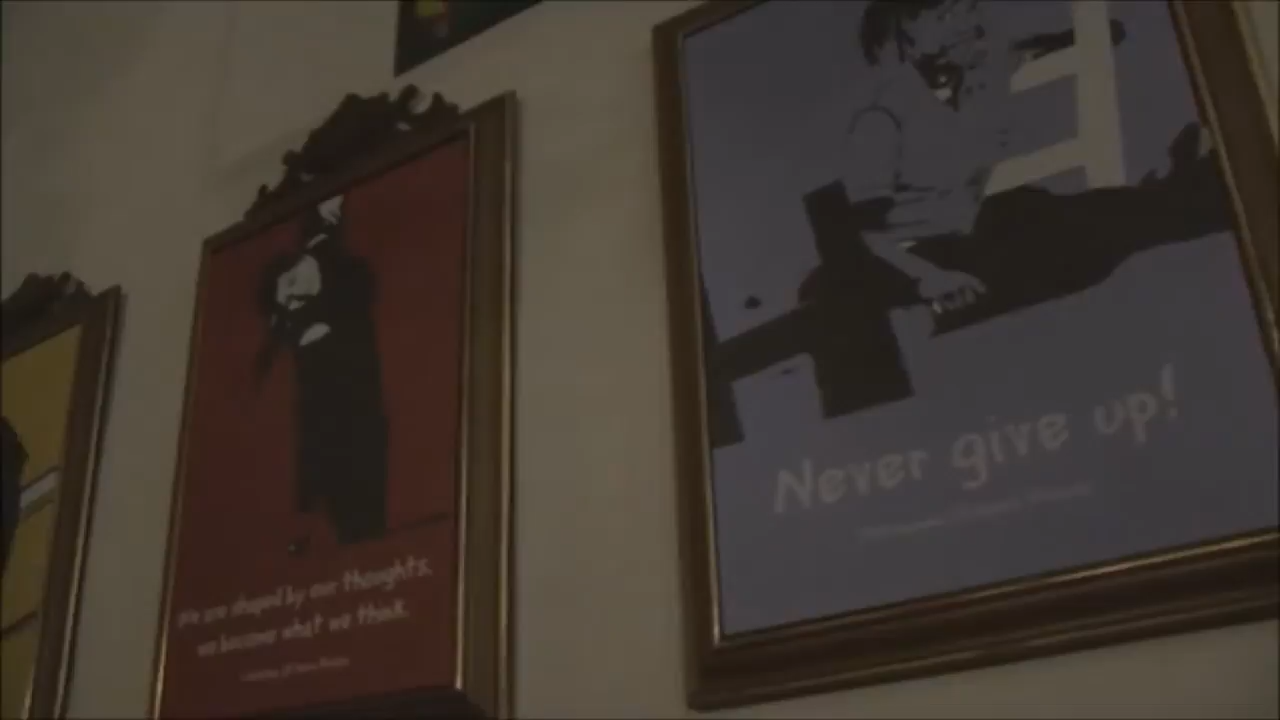 We are shaped by our thoughts,
we become what we think.
Never give up!